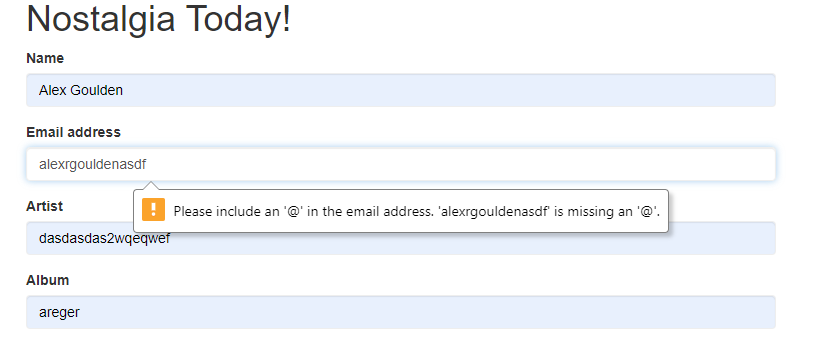 Nostalgia Today!
Name
Alex Goulden
Email address
alexrgouldenasdf
Please include an '@' in the email address. 'alexrgouldenasdf' is missing an '@'.
Artist
dasdasdas2wqeqwef
Album
areger